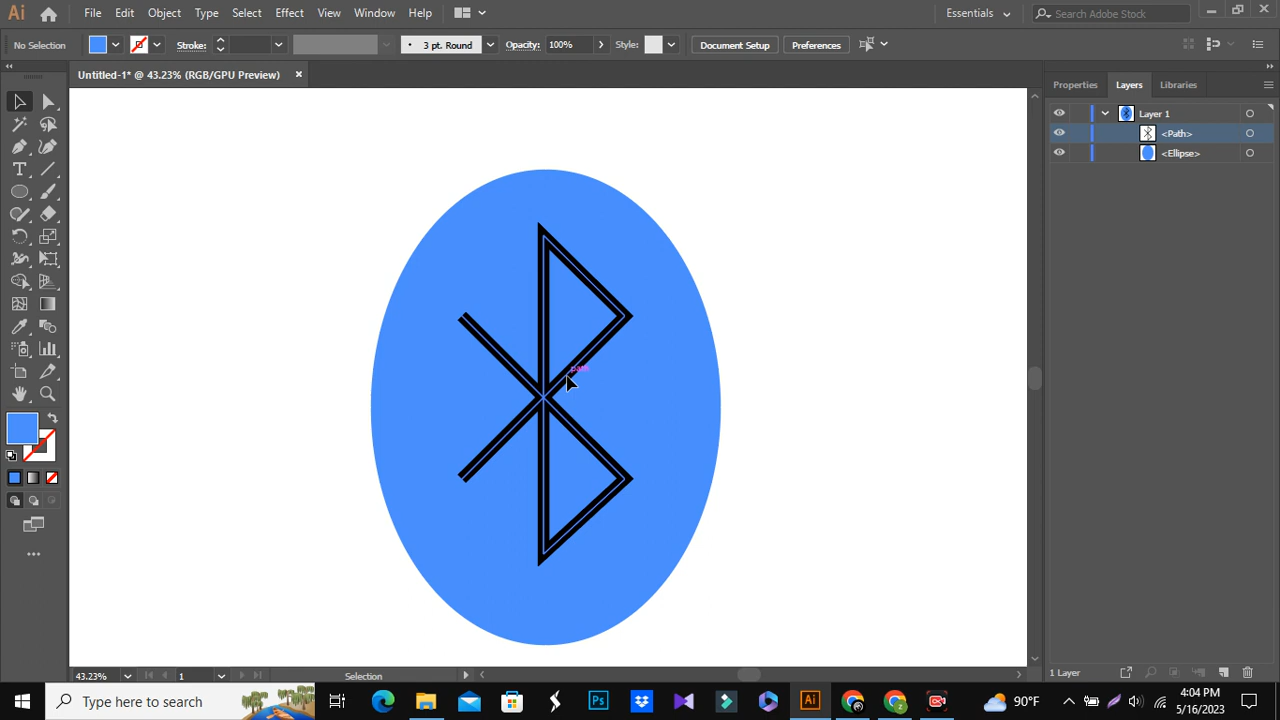 Ai File Edit Object Type Select Effect View Window Help Essentials Search Adobe Stock
No Selection Stroke: 3 pt. Round Opacity: 100% Style: Document Setup Preferences
Untitled-1* @ 43.23% (RGB/GPU Preview) Properties Layers Libraries
Layer 1
<Path>
<Ellipse>
path
43.23% 1 Selection 1 Layer
Type here to search Ps Ai 90°F 4:04 PM
5/16/2023